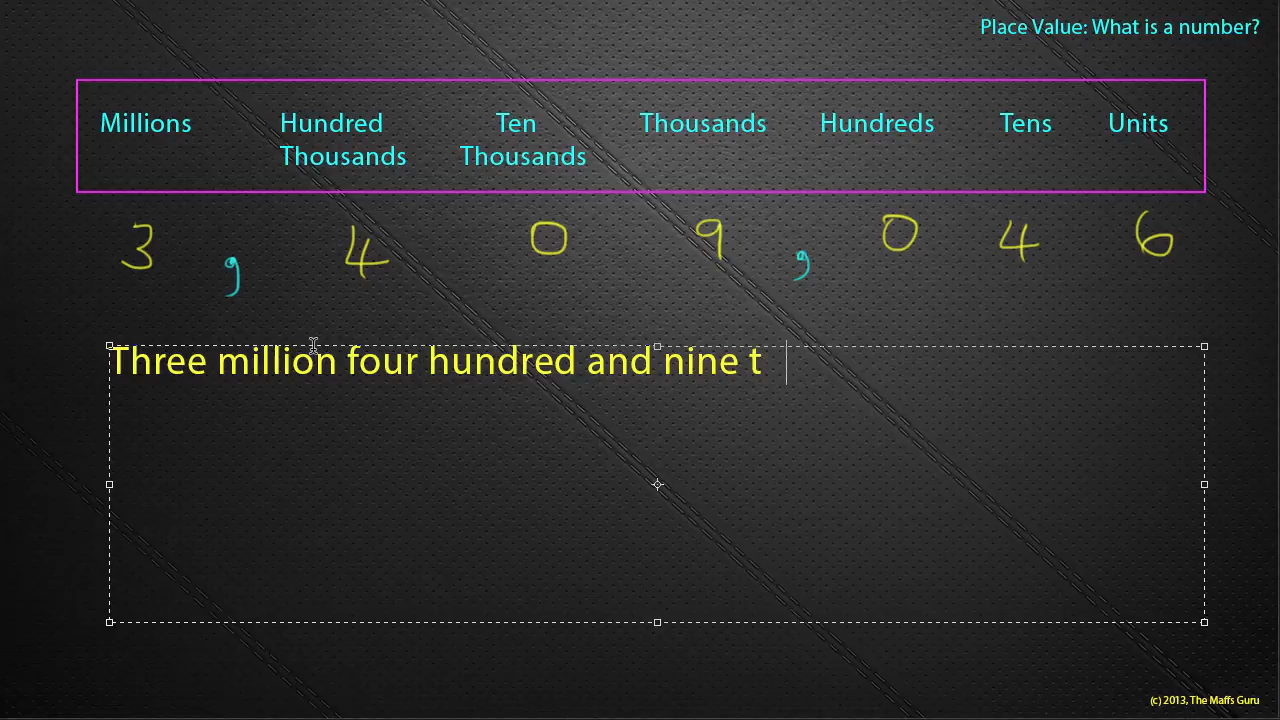 Place Value: What is a number?
Millions Hundred Thousands Ten Thousands Thousands Hundreds Tens Units
3 , 4 0 9 , 0 4 6
Three million four hundred and nine t
(c) 2013, The Maffs Guru